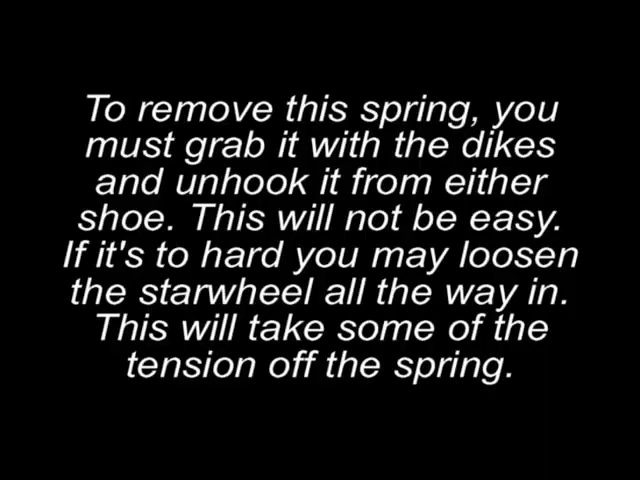 To remove this spring, you
must grab it with the dikes
and unhook it from either
shoe. This will not be easy.
If it's to hard you may loosen
the starwheel all the way in.
This will take some of the
tension off the spring.